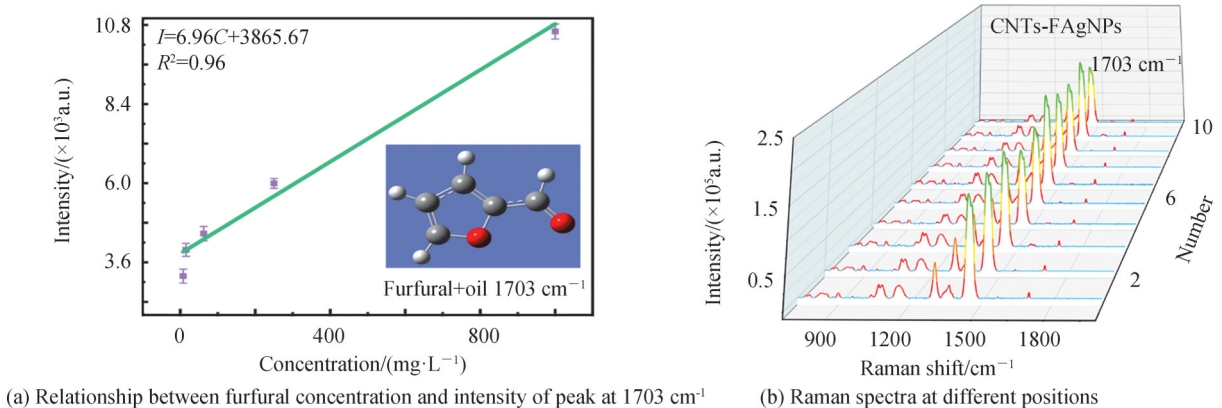 10.8
8.4
6.0
3.6
Intensity/(×10³a.u.)
I=6.96C+3865.67
R²=0.96
Furfural+oil 1703 cm⁻¹
0
400
800
Concentration/(mg·L⁻¹)
(a) Relationship between furfural concentration and intensity of peak at 1703 cm⁻¹
CNTs-FAgNPs
1703 cm⁻¹
2.5
1.5
0.5
Intensity/(×10⁵a.u.)
10
6
2
Number
900
1200
1500
1800
Raman shift/cm⁻¹
(b) Raman spectra at different positions